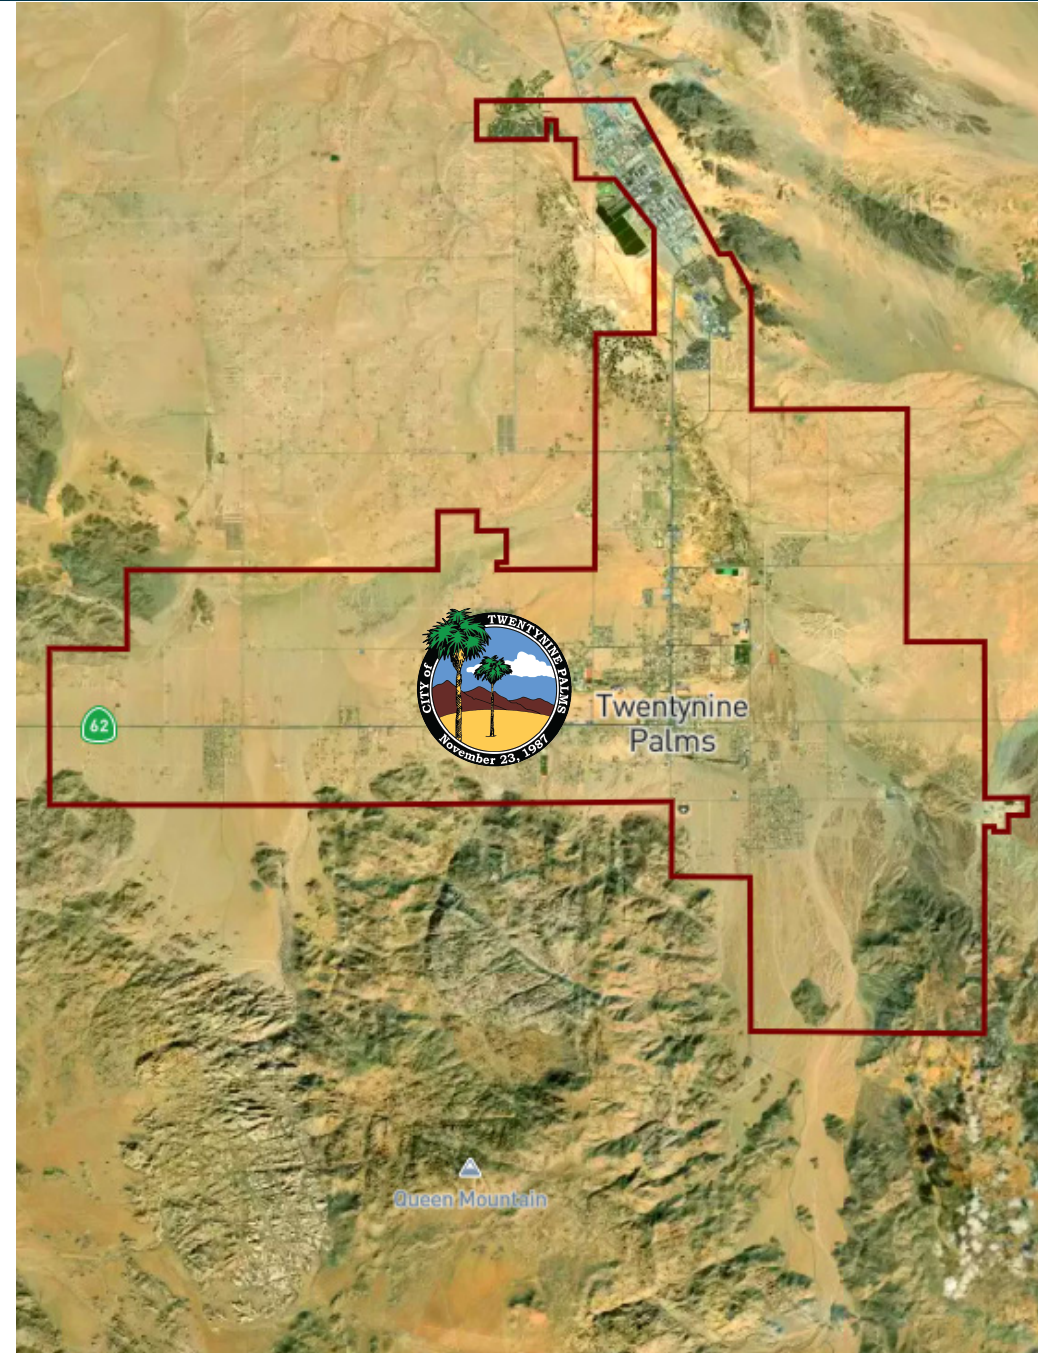 CITY of TWENTYNINE PALMS
November 23, 1987
62
Twentynine
Palms
Queen Mountain